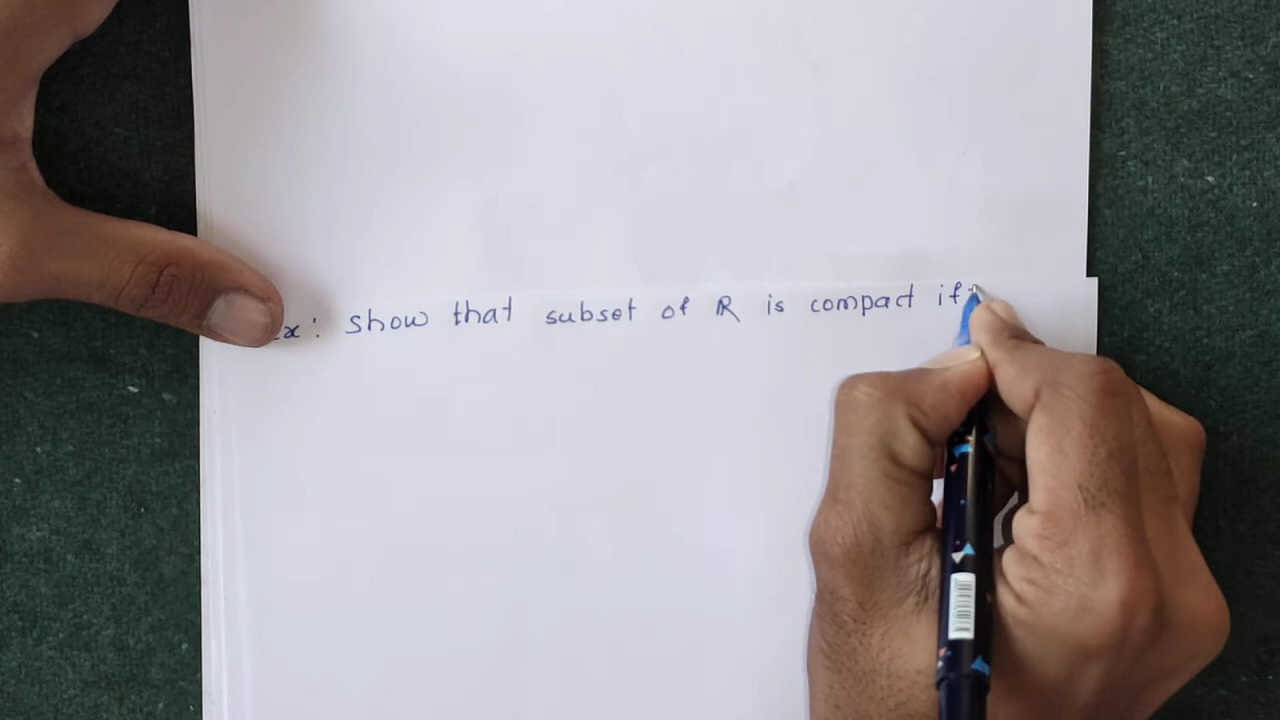 x: show that subset of ℝ is compact if